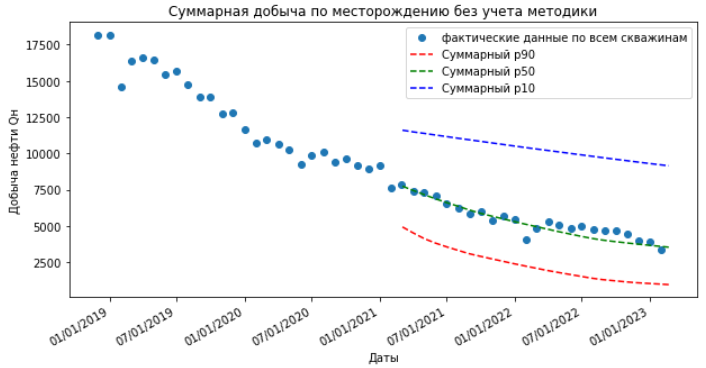 Суммарная добыча по месторождению без учета методики
фактические данные по всем скважинам
Суммарный p90
Суммарный p50
Суммарный p10
Добыча нефти Qн
17500
15000
12500
10000
7500
5000
2500
01/01/2019
07/01/2019
01/01/2020
07/01/2020
01/01/2021
07/01/2021
01/01/2022
07/01/2022
01/01/2023
Даты